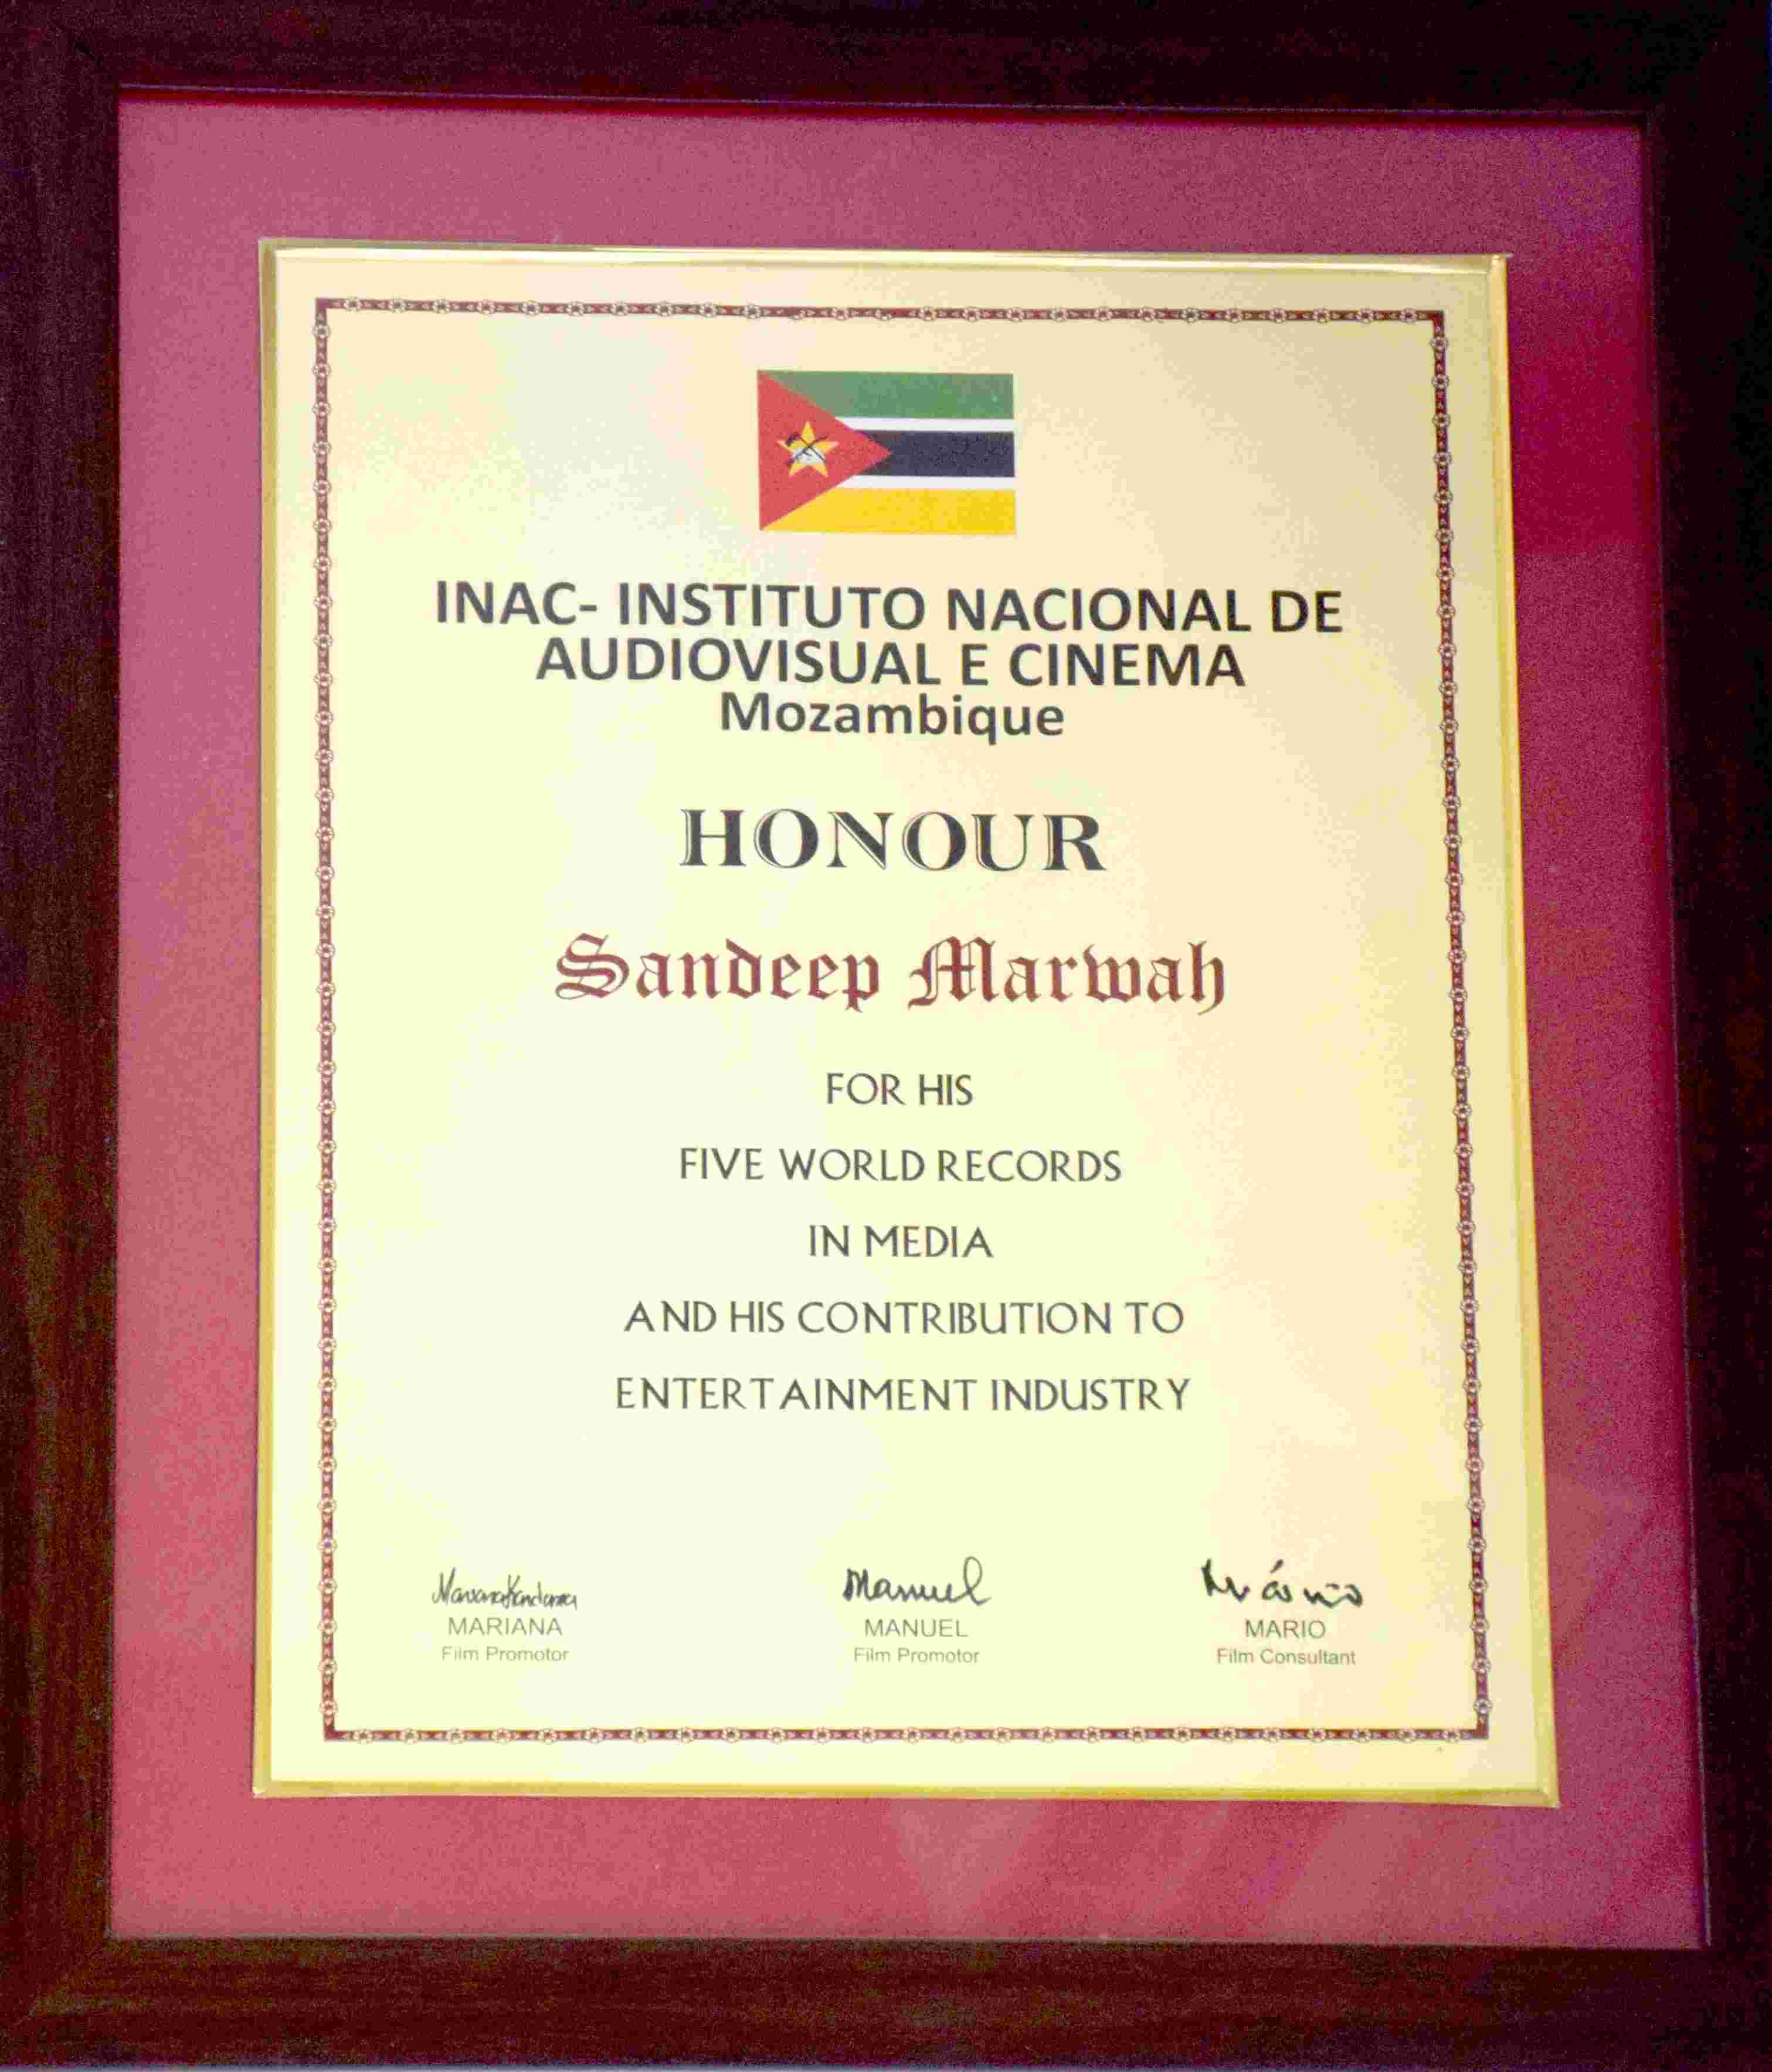 INAC- INSTITUTO NACIONAL DE
AUDIOVISUAL E CINEMA
Mozambique
HONOUR
Sandeep Marwah
FOR HIS
FIVE WORLD RECORDS
IN MEDIA
AND HIS CONTRIBUTION TO
ENTERTAINMENT INDUSTRY
Manuel Mário
MARIANA MANUEL MARIO
Film Promotor Film Promotor Film Consultant